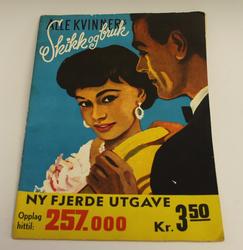 ALLE KVINNERS
Skikk og bruk
NY FJERDE UTGAVE
Opplag
hittil: 257.000 Kr. 3 50